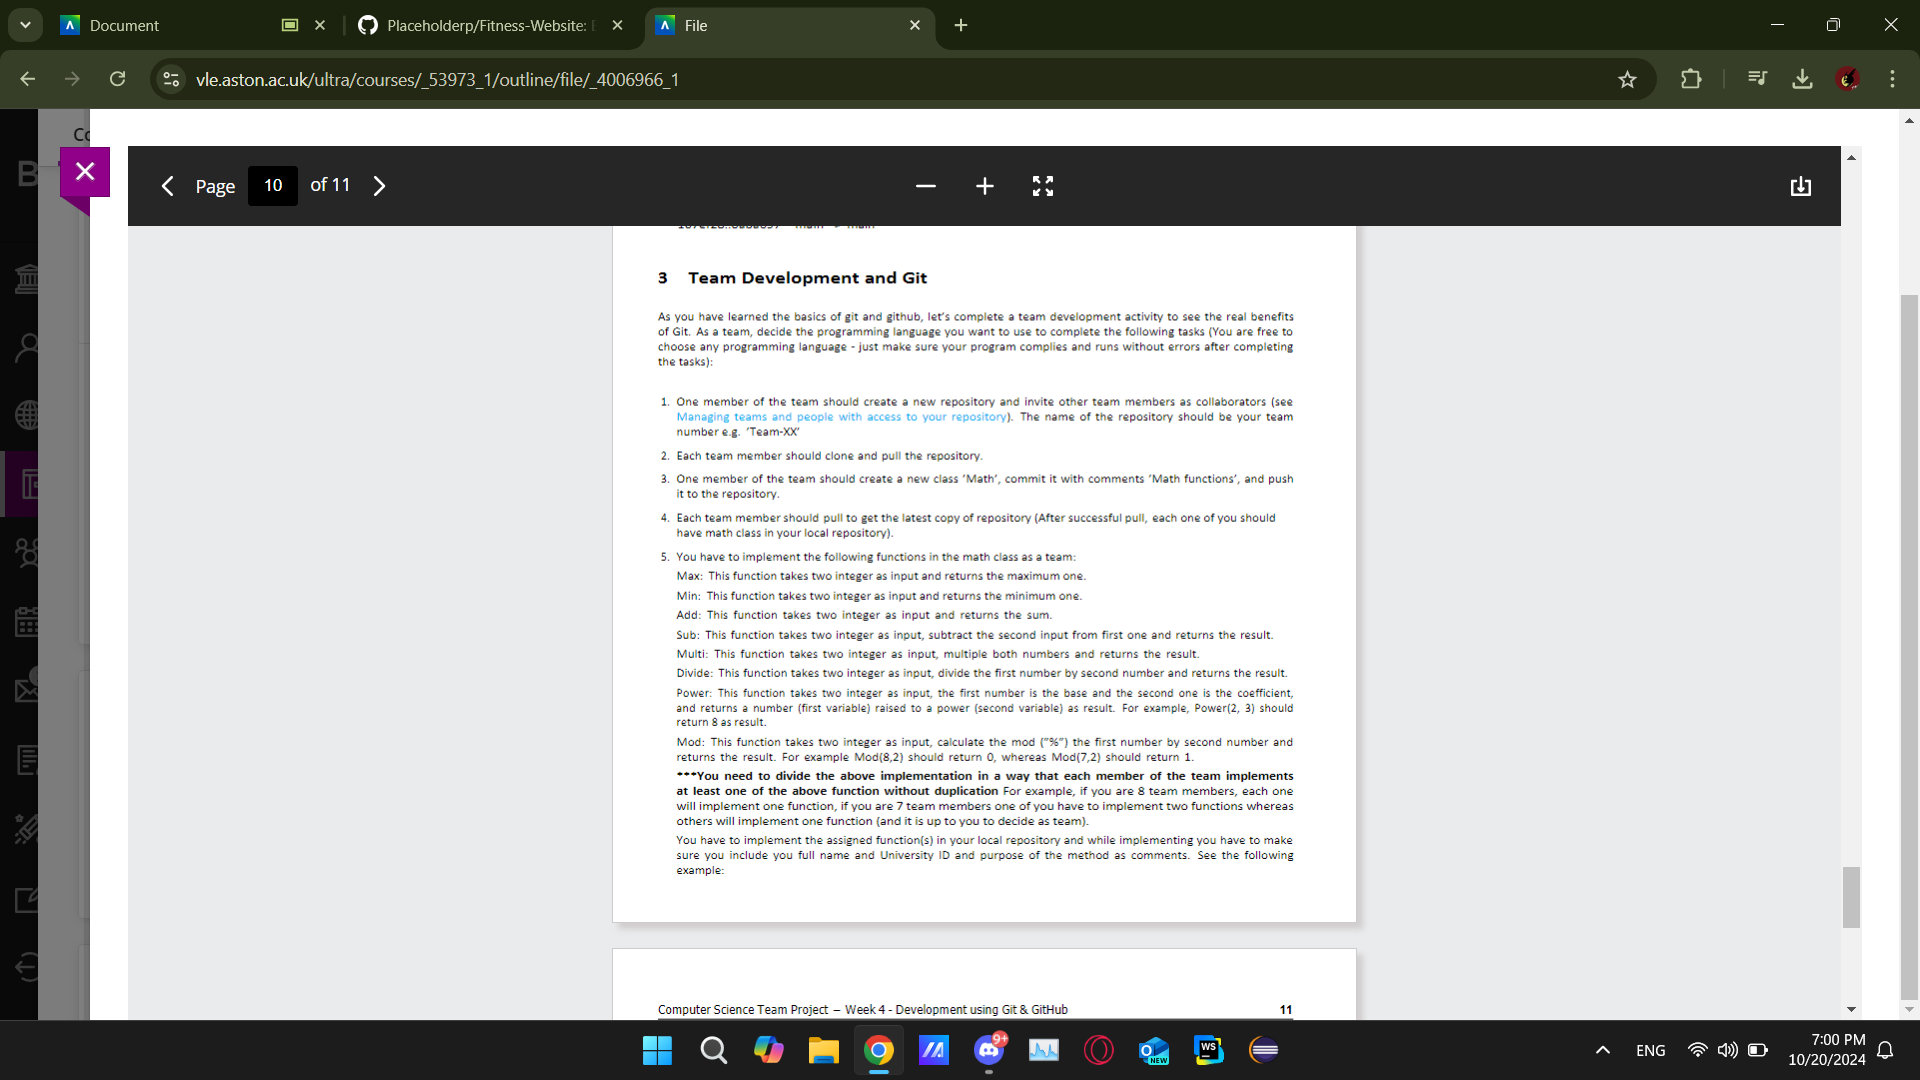 Document
Placeholderp/Fitness-Website:
File
vle.aston.ac.uk/ultra/courses/_53973_1/outline/file/_4006966_1
Page 10 of 11
3 Team Development and Git
As you have learned the basics of git and github, let's complete a team development activity to see the real benefits
of Git. As a team, decide the programming language you want to use to complete the following tasks (You are free to
choose any programming language - just make sure your program complies and runs without errors after completing
the tasks):
1. One member of the team should create a new repository and invite other team members as collaborators (see
Managing teams and people with access to your repository). The name of the repository should be your team
number e.g. 'Team-XX'
2. Each team member should clone and pull the repository.
3. One member of the team should create a new class 'Math', commit it with comments 'Math functions', and push
it to the repository.
4. Each team member should pull to get the latest copy of repository (After successful pull, each one of you should
have math class in your local repository).
5. You have to implement the following functions in the math class as a team:
Max: This function takes two integer as input and returns the maximum one.
Min: This function takes two integer as input and returns the minimum one.
Add: This function takes two integer as input and returns the sum.
Sub: This function takes two integer as input, subtract the second input from first one and returns the result.
Multi: This function takes two integer as input, multiple both numbers and returns the result.
Divide: This function takes two integer as input, divide the first number by second number and returns the result.
Power: This function takes two integer as input, the first number is the base and the second one is the coefficient,
and returns a number (first variable) raised to a power (second variable) as result. For example, Power(2, 3) should
return 8 as result.
Mod: This function takes two integer as input, calculate the mod ("%") the first number by second number and
returns the result. For example Mod(8,2) should return 0, whereas Mod(7,2) should return 1.
***You need to divide the above implementation in a way that each member of the team implements
at least one of the above function without duplication For example, if you are 8 team members, each one
will implement one function, if you are 7 team members one of you have to implement two functions whereas
others will implement one function (and it is up to you to decide as team).
You have to implement the assigned function(s) in your local repository and while implementing you have to make
sure you include you full name and University ID and purpose of the method as comments. See the following
example:
Computer Science Team Project – Week 4 - Development using Git & GitHub 11
9+
NEW
WS
ENG
7:00 PM
10/20/2024